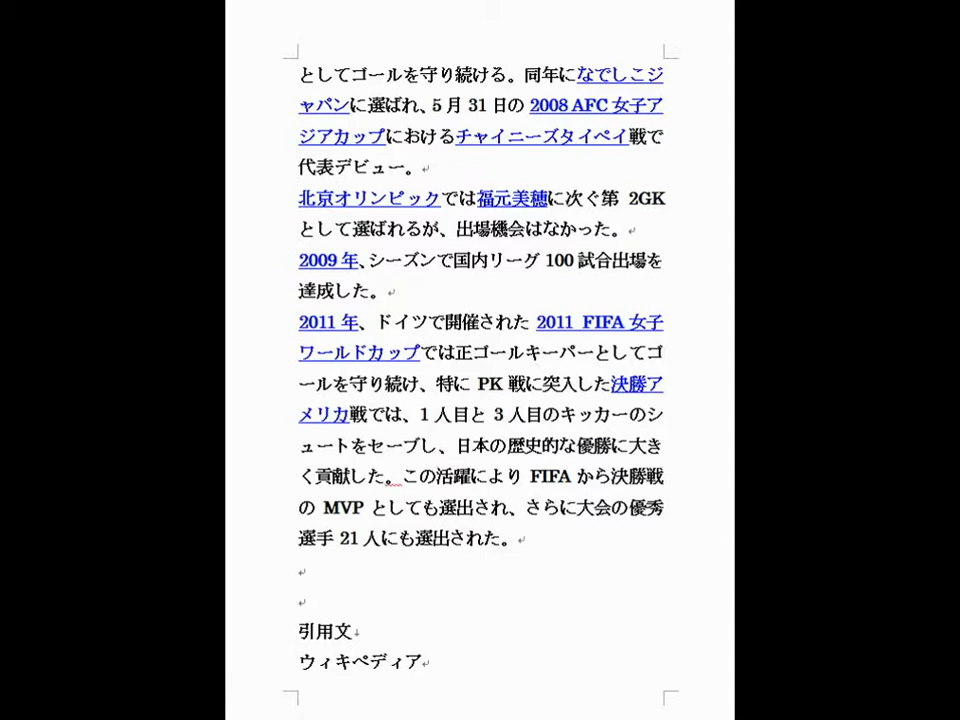 としてゴールを守り続ける。同年になでしこジ
ャパンに選ばれ、5 月 31 日の 2008 AFC 女子ア
ジアカップにおけるチャイニーズタイペイ戦で
代表デビュー。
北京オリンピックでは福元美穂に次ぐ第 2GK
として選ばれるが、出場機会はなかった。
2009 年、シーズンで国内リーグ 100 試合出場を
達成した。
2011 年、ドイツで開催された 2011 FIFA 女子
ワールドカップでは正ゴールキーパーとしてゴ
ールを守り続け、特に PK 戦に突入した決勝ア
メリカ戦では、1 人目と 3 人目のキッカーのシ
ュートをセーブし、日本の歴史的な優勝に大き
く貢献した。この活躍により FIFA から決勝戦
の MVP としても選出され、さらに大会の優秀
選手 21 人にも選出された。
引用文
ウィキペディア